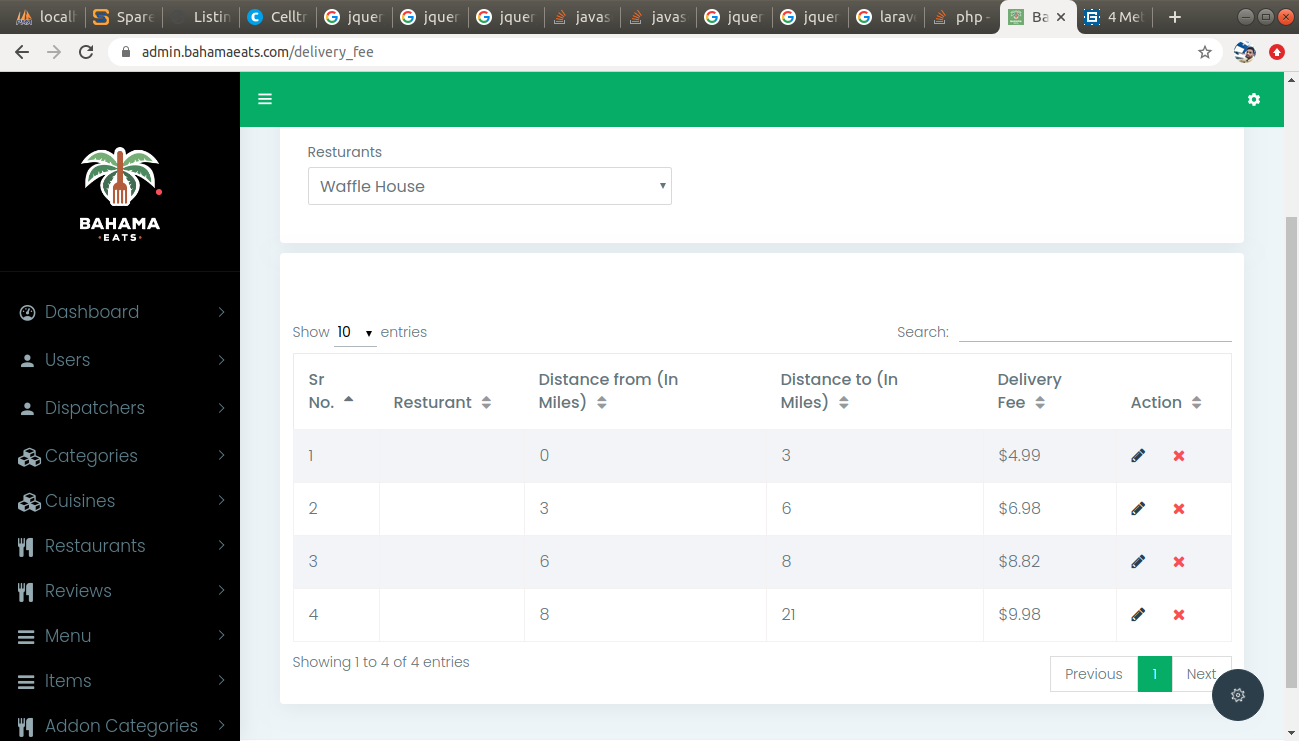 local
Spare
Listin
Celltr
jquer
jquer
jquer
javas
javas
jquer
jquer
larav
php -
Ba
4 Met
admin.bahamaeats.com/delivery_fee
BAHAMA
EATS
Dashboard
Users
Dispatchers
Categories
Cuisines
Restaurants
Reviews
Menu
Items
Addon Categories
Resturants
Waffle House
Show 10 entries
Search:
Sr No. Resturant Distance from (In Miles) Distance to (In Miles) Delivery Fee Action
1 0 3 $4.99
2 3 6 $6.98
3 6 8 $8.82
4 8 21 $9.98
Showing 1 to 4 of 4 entries
Previous 1 Next